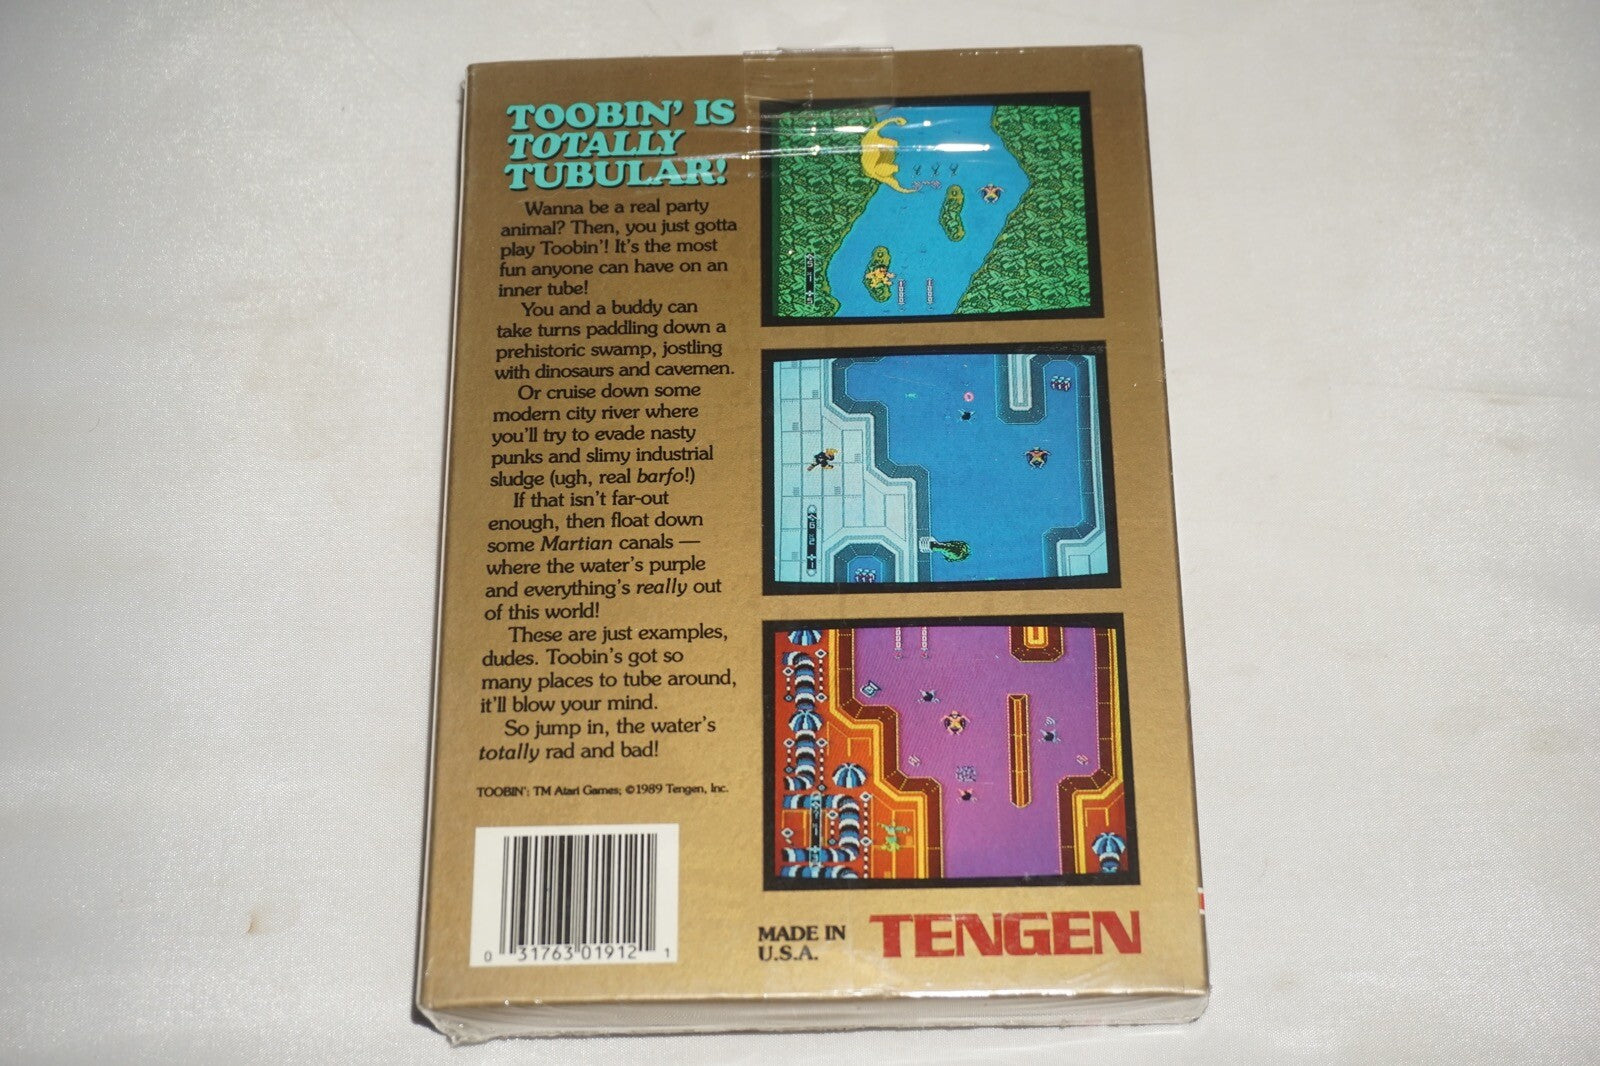 TOOBIN' IS
TOTALLY
TUBULAR!
Wanna be a real party
animal? Then, you just gotta
play Toobin'! It's the most
fun anyone can have on an
inner tube!
You and a buddy can
take turns paddling down a
prehistoric swamp, jostling
with dinosaurs and cavemen.
Or cruise down some
modern city river where
you'll try to evade nasty
punks and slimy industrial
sludge (ugh, real barfo!)
If that isn't far-out
enough, then float down
some Martian canals —
where the water's purple
and everything's really out
of this world!
These are just examples,
dudes. Toobin's got so
many places to tube around,
it'll blow your mind.
So jump in, the water's
totally rad and bad!
TOOBIN': TM Atari Games; ©1989 Tengen, Inc.
0 31763 01912 1
MADE IN
U.S.A.
TENGEN